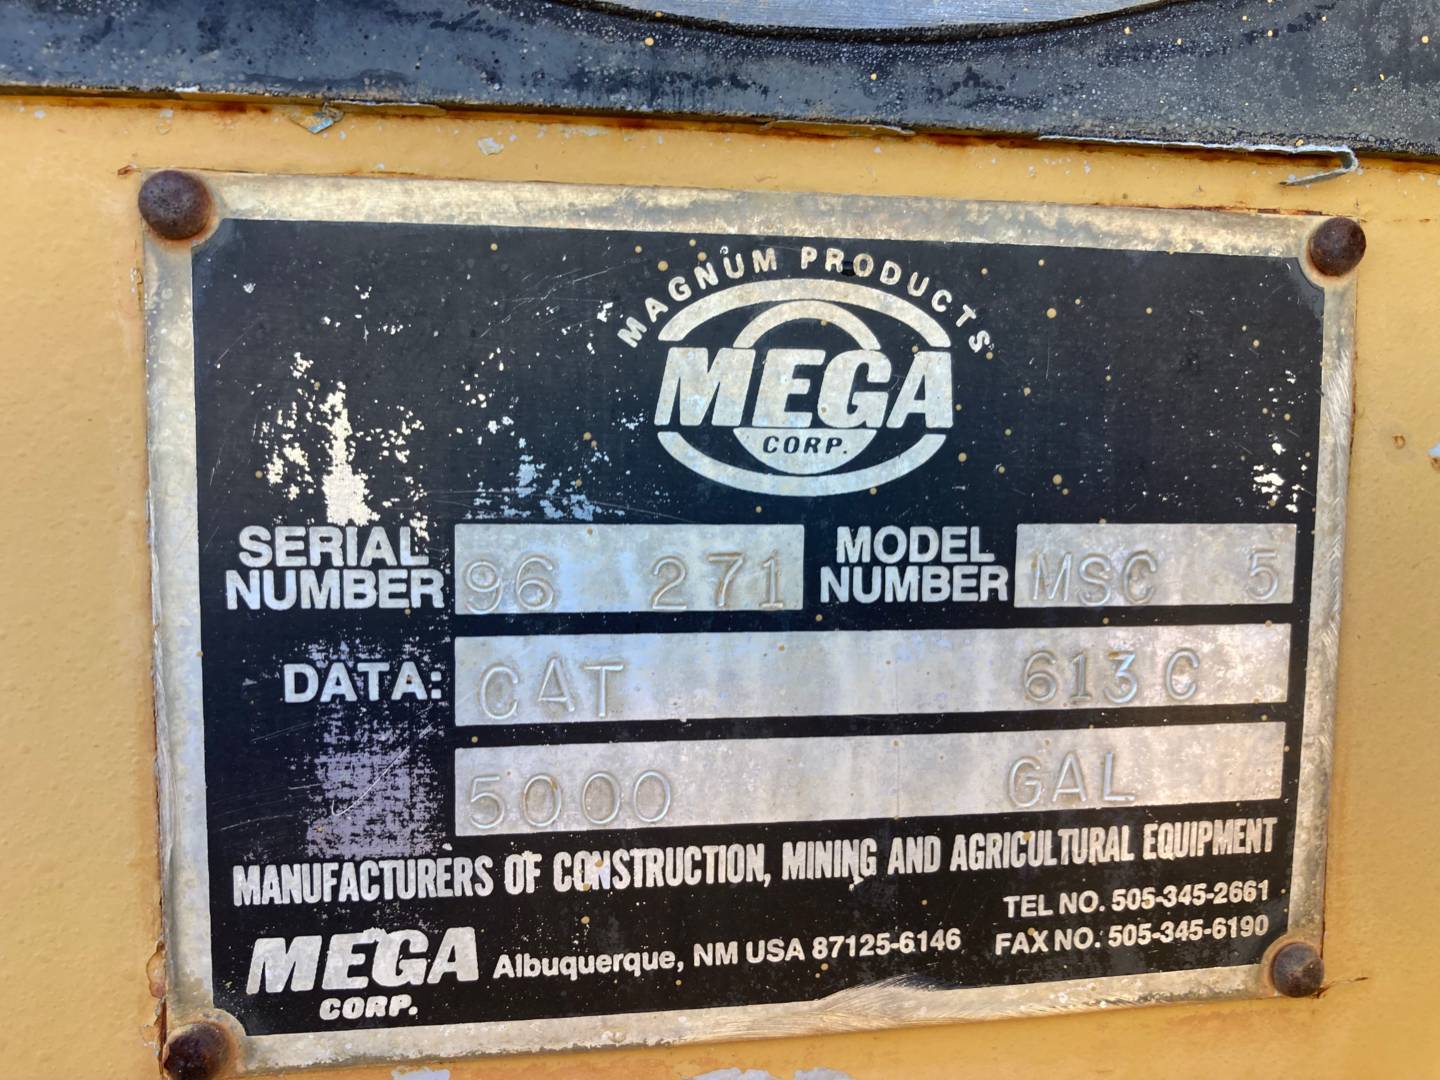 MAGNUM PRODUCTS
MEGA
CORP.
SERIAL NUMBER 96 271 MODEL NUMBER MSC 5
DATA: CAT 613C
5000 GAL
MANUFACTURERS OF CONSTRUCTION, MINING AND AGRICULTURAL EQUIPMENT
MEGA CORP. Albuquerque, NM USA 87125-6146
TEL NO. 505-345-2661
FAX NO. 505-345-6190